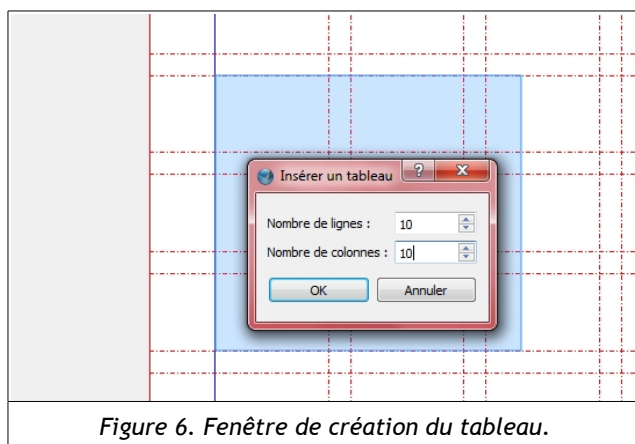 Insérer un tableau
?
Nombre de lignes : 10
Nombre de colonnes : 10
OK Annuler
Figure 6. Fenêtre de création du tableau.